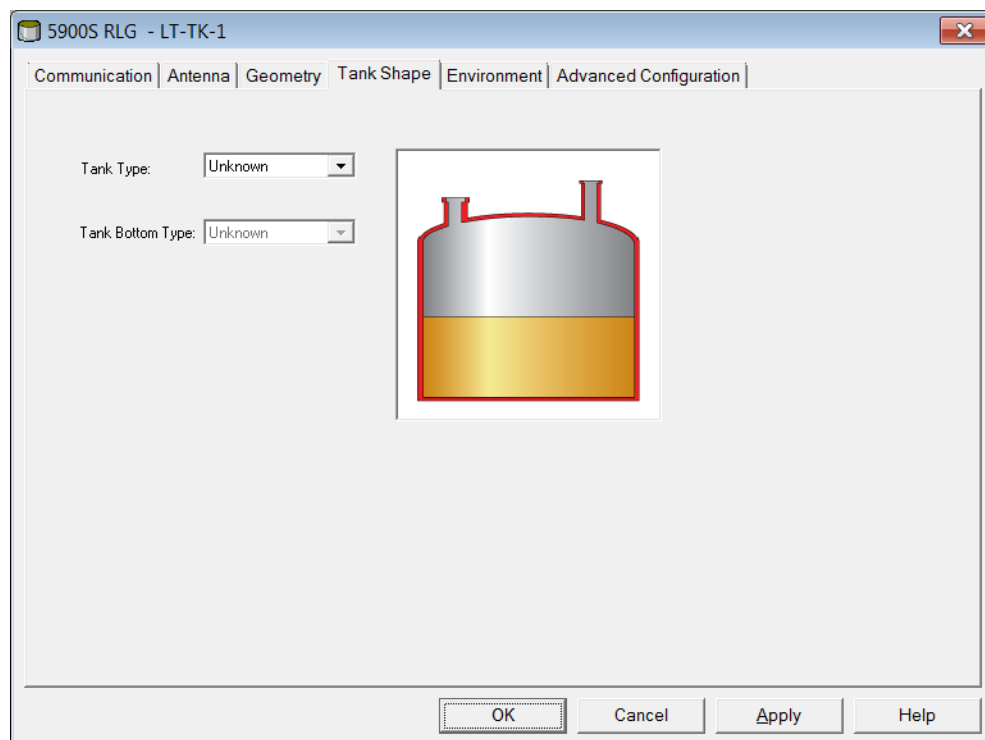 5900S RLG - LT-TK-1
Communication Antenna Geometry Tank Shape Environment Advanced Configuration
Tank Type: Unknown
Tank Bottom Type: Unknown
OK Cancel Apply Help